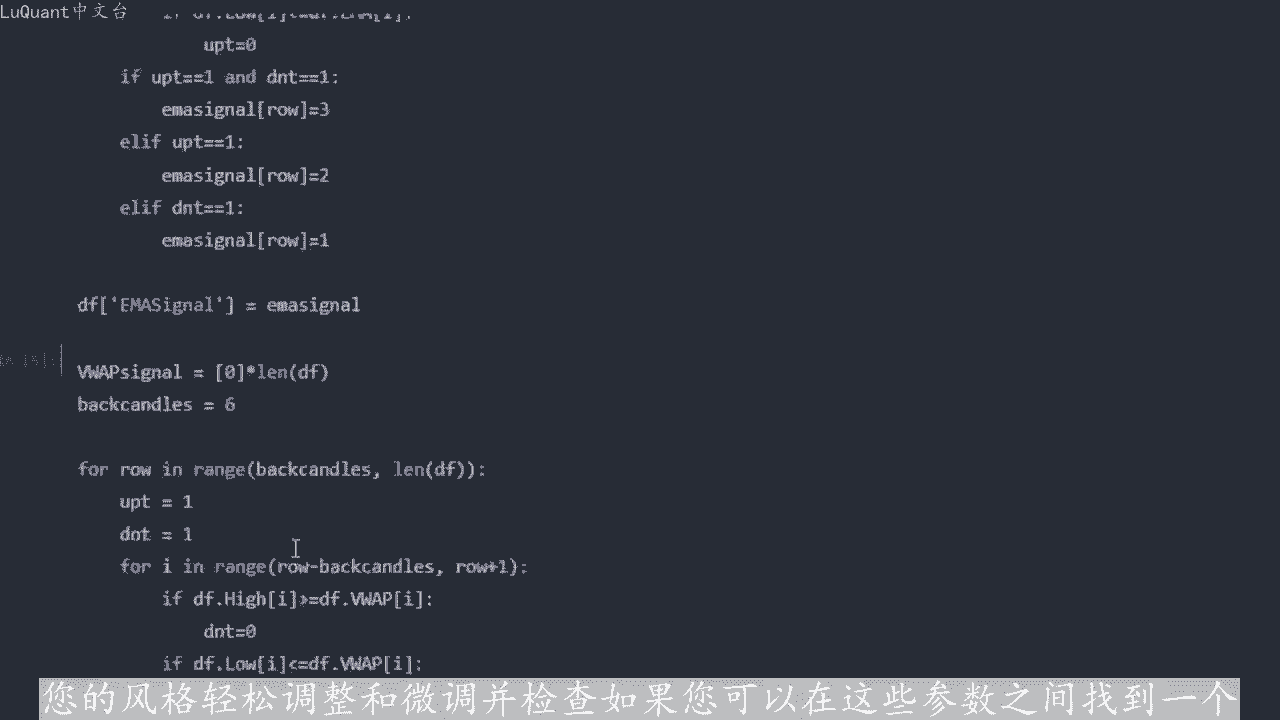 LuQuant中文台
upt=0
if upt==1 and dnt==1:
emasignal[row]=3
elif upt==1:
emasignal[row]=2
elif dnt==1:
emasignal[row]=1
df['EMASignal'] = emasignal
VWAPsignal = [0]*len(df)
backcandles = 6
for row in range(backcandles, len(df)):
upt = 1
dnt = 1
for i in range(row-backcandles, row+1):
if df.High[i]>=df.VWAP[i]:
dnt=0
if df.Low[i]<=df.VWAP[i]:
您的风格轻松调整和微调并检查如果您可以在这些参数之间找到一个